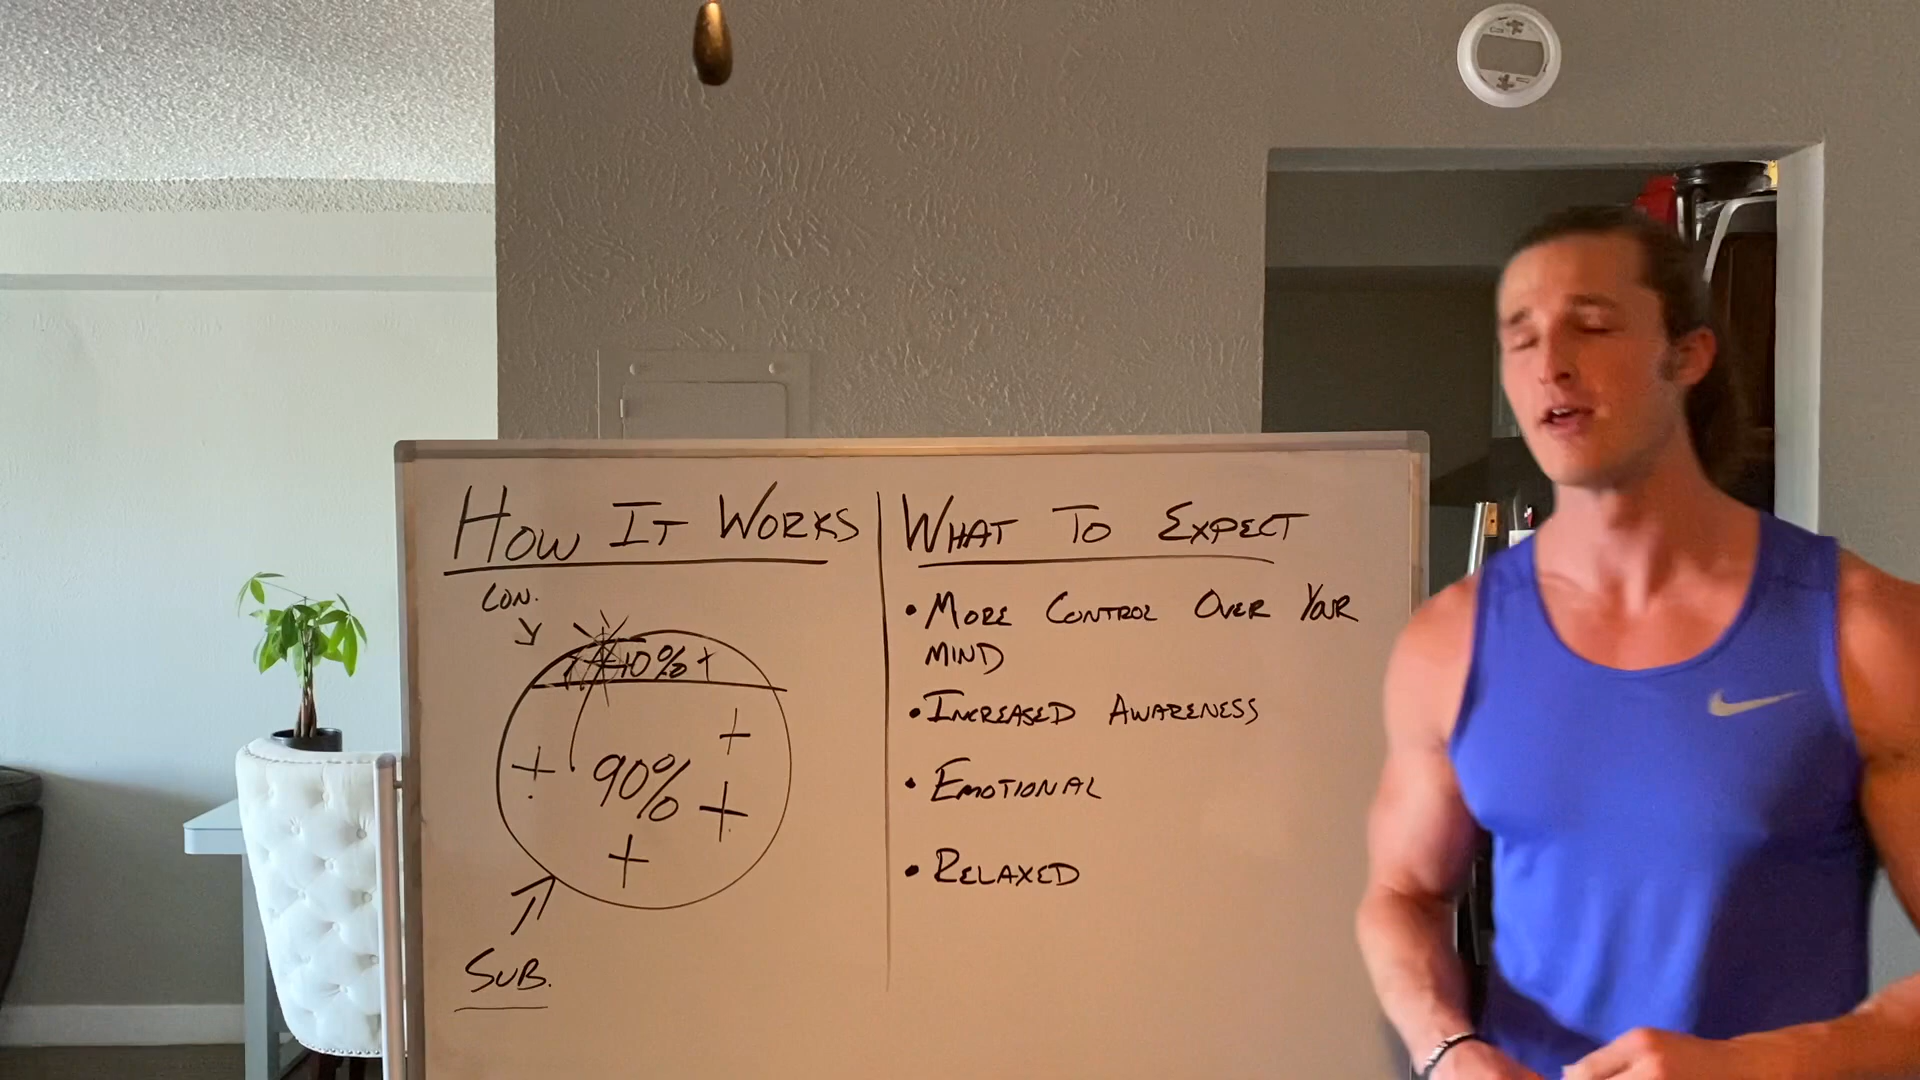 HOW IT WORKS
CON.
10% +
+
+ 90% +
+
SUB.
WHAT TO EXPECT
• MORE CONTROL OVER YOUR
MIND
• INCREASED AWARENESS
• EMOTIONAL
• RELAXED